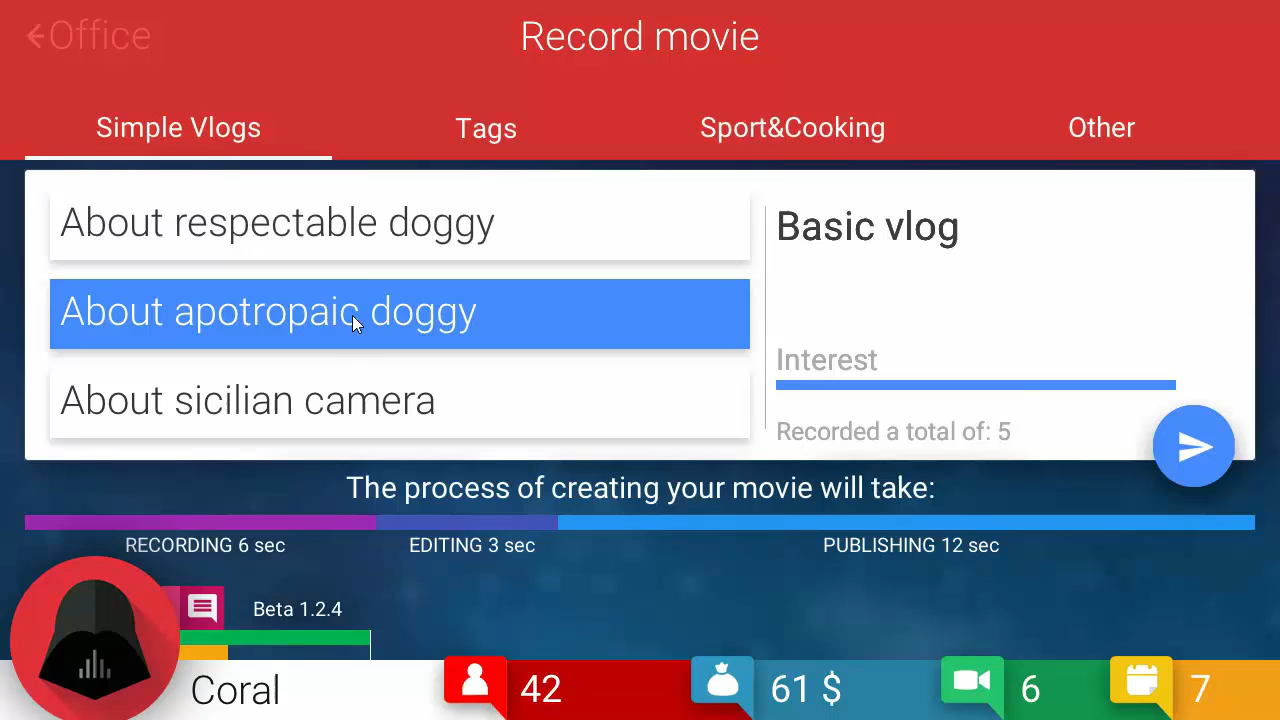 Office
Record movie
Simple Vlogs
Tags
Sport&Cooking
Other
About respectable doggy
About apotropaic doggy
About sicilian camera
Basic vlog
Interest
Recorded a total of: 5
The process of creating your movie will take:
RECORDING 6 sec
EDITING 3 sec
PUBLISHING 12 sec
Beta 1.2.4
Coral
42
61 $
6
7